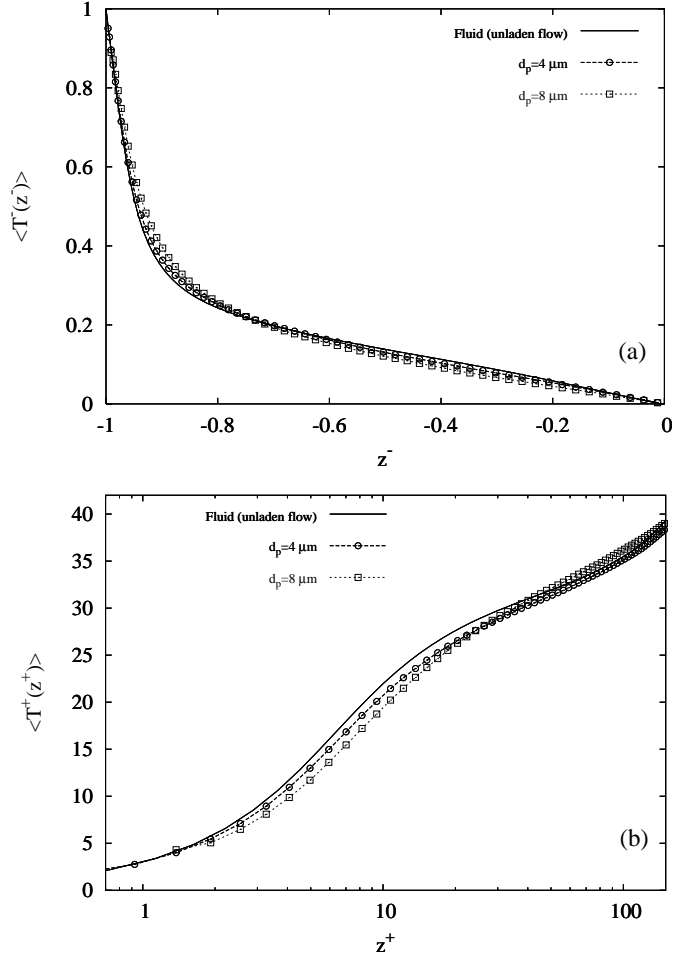 1
0.8
0.6
0.4
0.2
0
<T⁻(z⁻)>
Fluid (unladen flow)
dₚ=4 μm
dₚ=8 μm
(a)
-1 -0.8 -0.6 -0.4 -0.2 0
z⁻
40
35
30
25
20
15
10
5
0
<T⁺(z⁺)>
Fluid (unladen flow)
dₚ=4 μm
dₚ=8 μm
(b)
1 10 100
z⁺